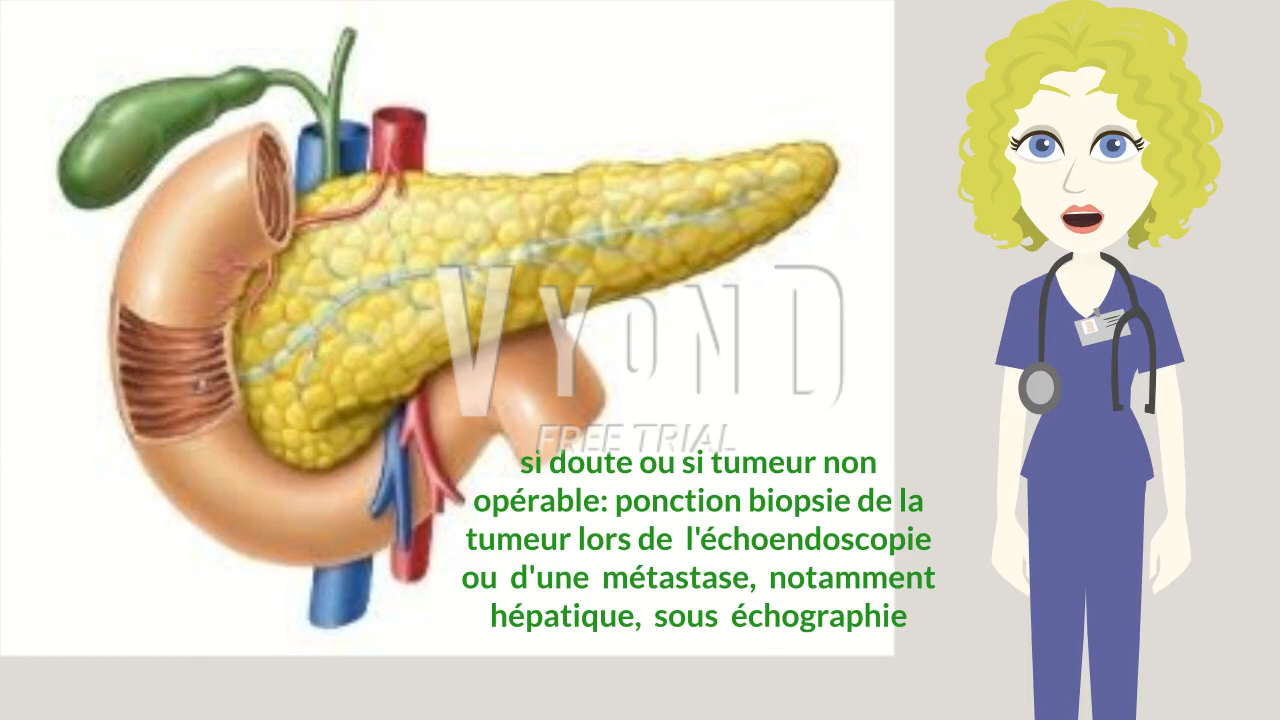 VYOND
FREE TRIAL
si doute ou si tumeur non
opérable: ponction biopsie de la
tumeur lors de l'échoendoscopie
ou d'une métastase, notamment
hépatique, sous échographie